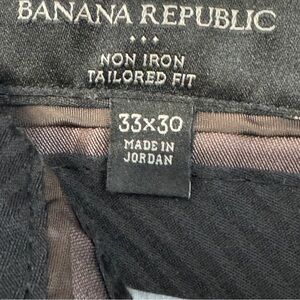 BANANA REPUBLIC
NON IRON
TAILORED FIT
33x30
MADE IN
JORDAN